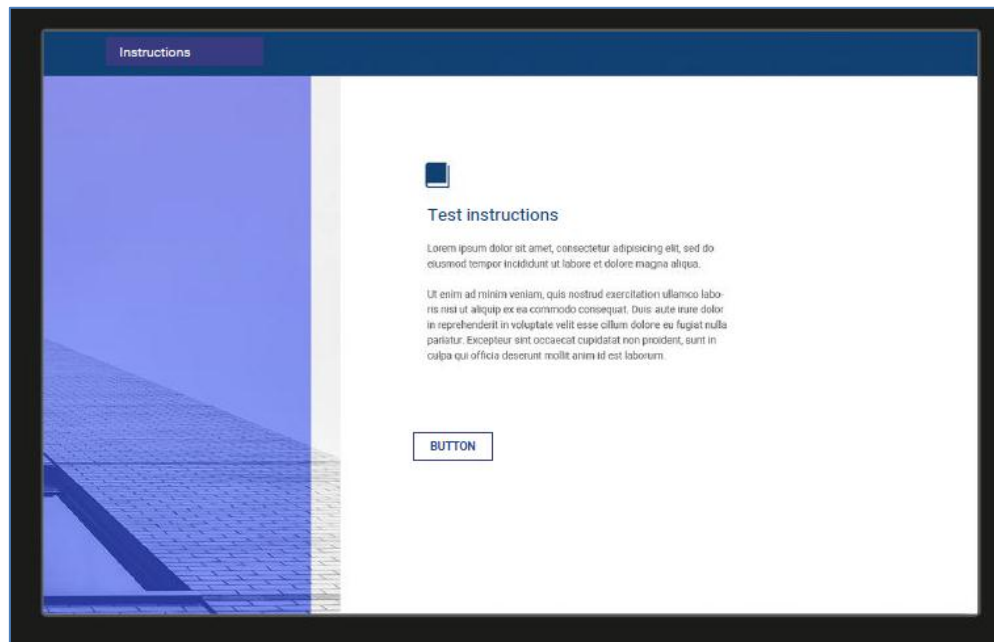 Instructions
Test instructions
Lorem ipsum dolor sit amet, consectetur adipisicing elit, sed do
eiusmod tempor incididunt ut labore et dolore magna aliqua.
Ut enim ad minim veniam, quis nostrud exercitation ullamco labo-
ris nisi ut aliquip ex ea commodo consequat. Duis aute irure dolor
in reprehenderit in voluptate velit esse cillum dolore eu fugiat nulla
pariatur. Excepteur sint occaecat cupidatat non proident, sunt in
culpa qui officia deserunt mollit anim id est laborum.
BUTTON